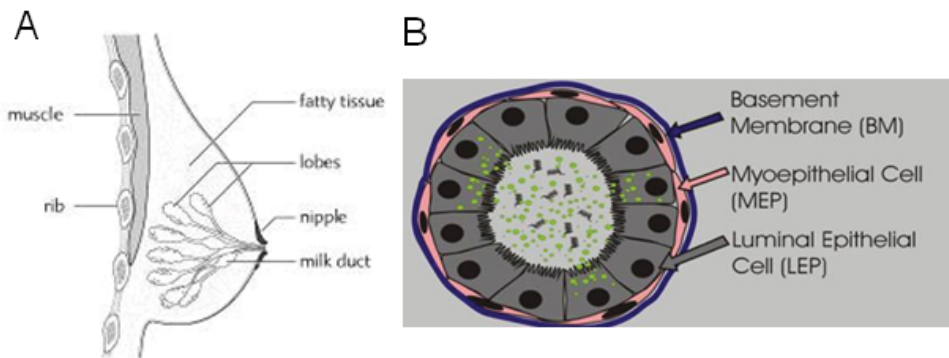 A
muscle
rib
fatty tissue
lobes
nipple
milk duct
B
Basement
Membrane (BM)
Myoepithelial Cell
(MEP)
Luminal Epithelial
Cell (LEP)